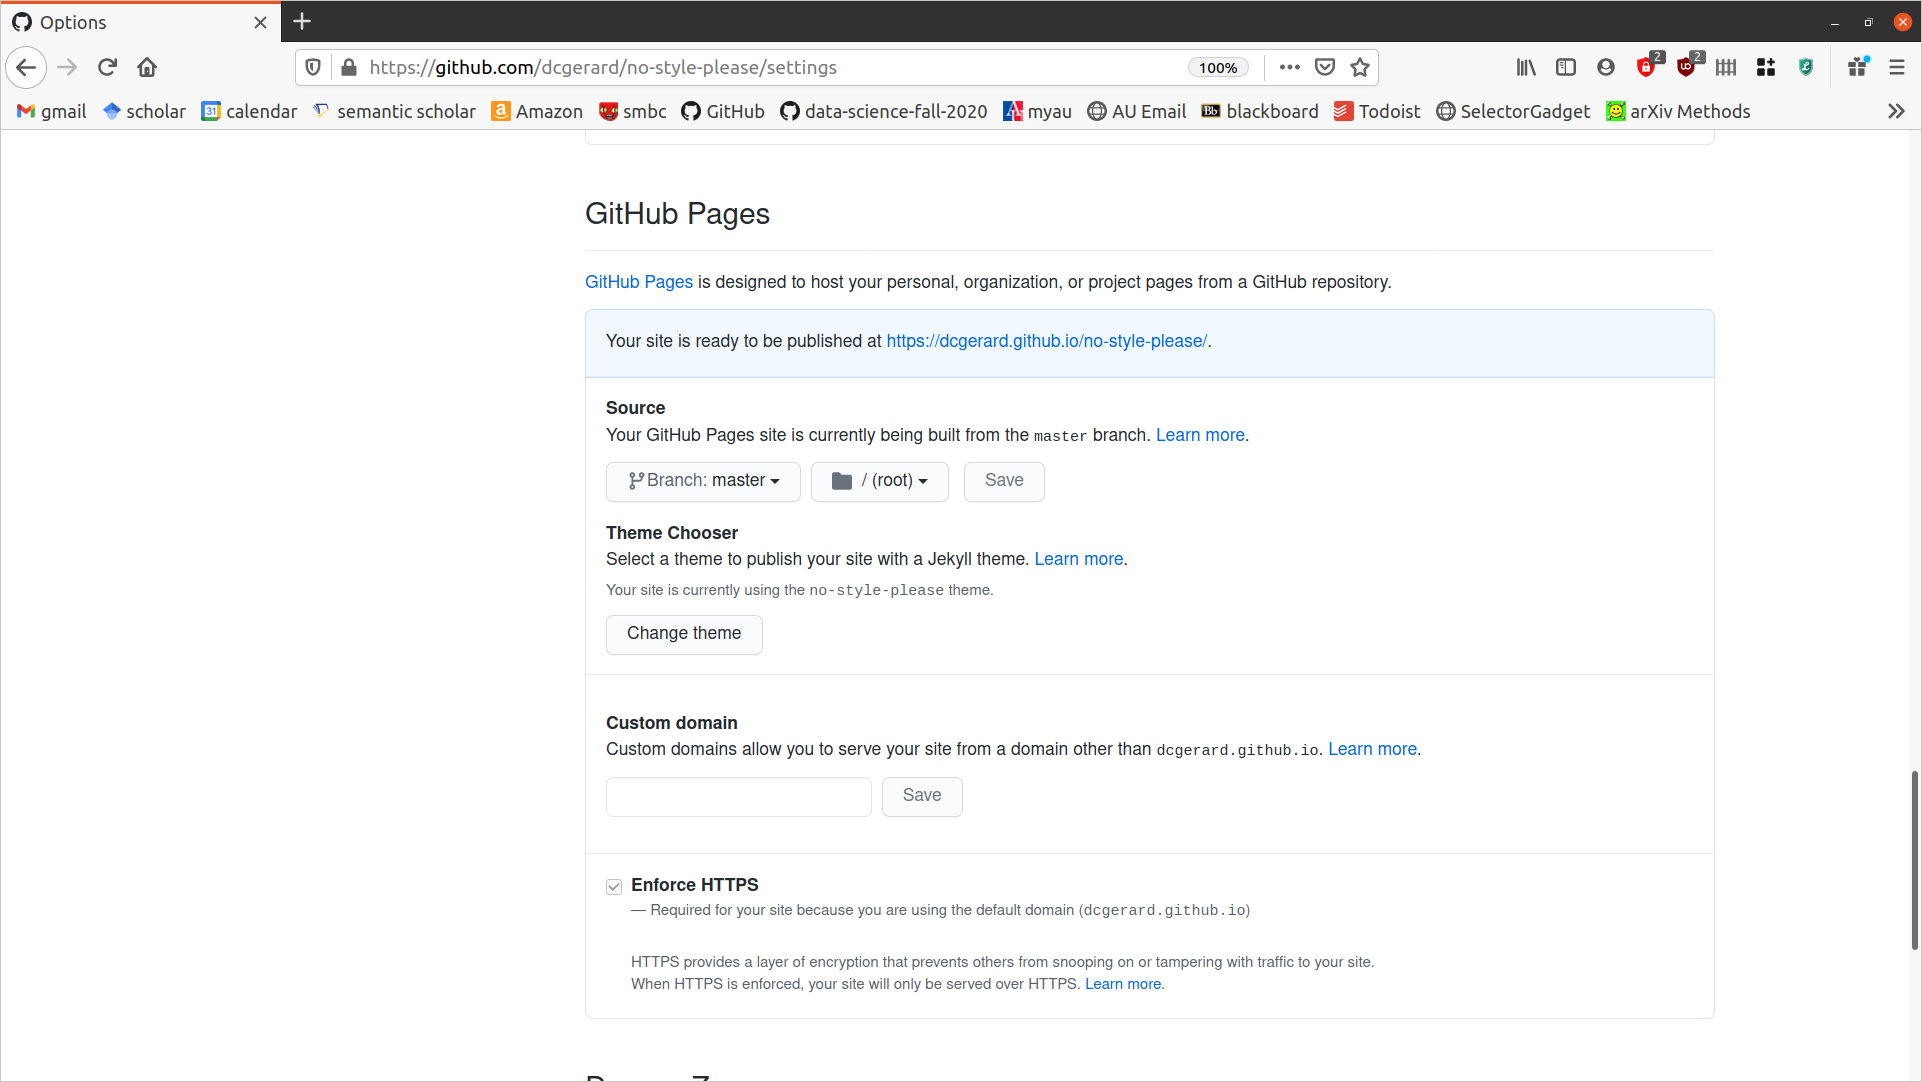 Options
https://github.com/dcgerard/no-style-please/settings
100%
2
2
gmail
scholar
31
calendar
semantic scholar
Amazon
smbc
GitHub
data-science-fall-2020
myau
AU Email
Bb
blackboard
Todoist
SelectorGadget
arXiv Methods
GitHub Pages
GitHub Pages is designed to host your personal, organization, or project pages from a GitHub repository.
Your site is ready to be published at https://dcgerard.github.io/no-style-please/.
Source
Your GitHub Pages site is currently being built from the master branch. Learn more.
Branch: master
/ (root)
Save
Theme Chooser
Select a theme to publish your site with a Jekyll theme. Learn more.
Your site is currently using the no-style-please theme.
Change theme
Custom domain
Custom domains allow you to serve your site from a domain other than dcgerard.github.io. Learn more.
Save
Enforce HTTPS
— Required for your site because you are using the default domain (dcgerard.github.io)
HTTPS provides a layer of encryption that prevents others from snooping on or tampering with traffic to your site.
When HTTPS is enforced, your site will only be served over HTTPS. Learn more.